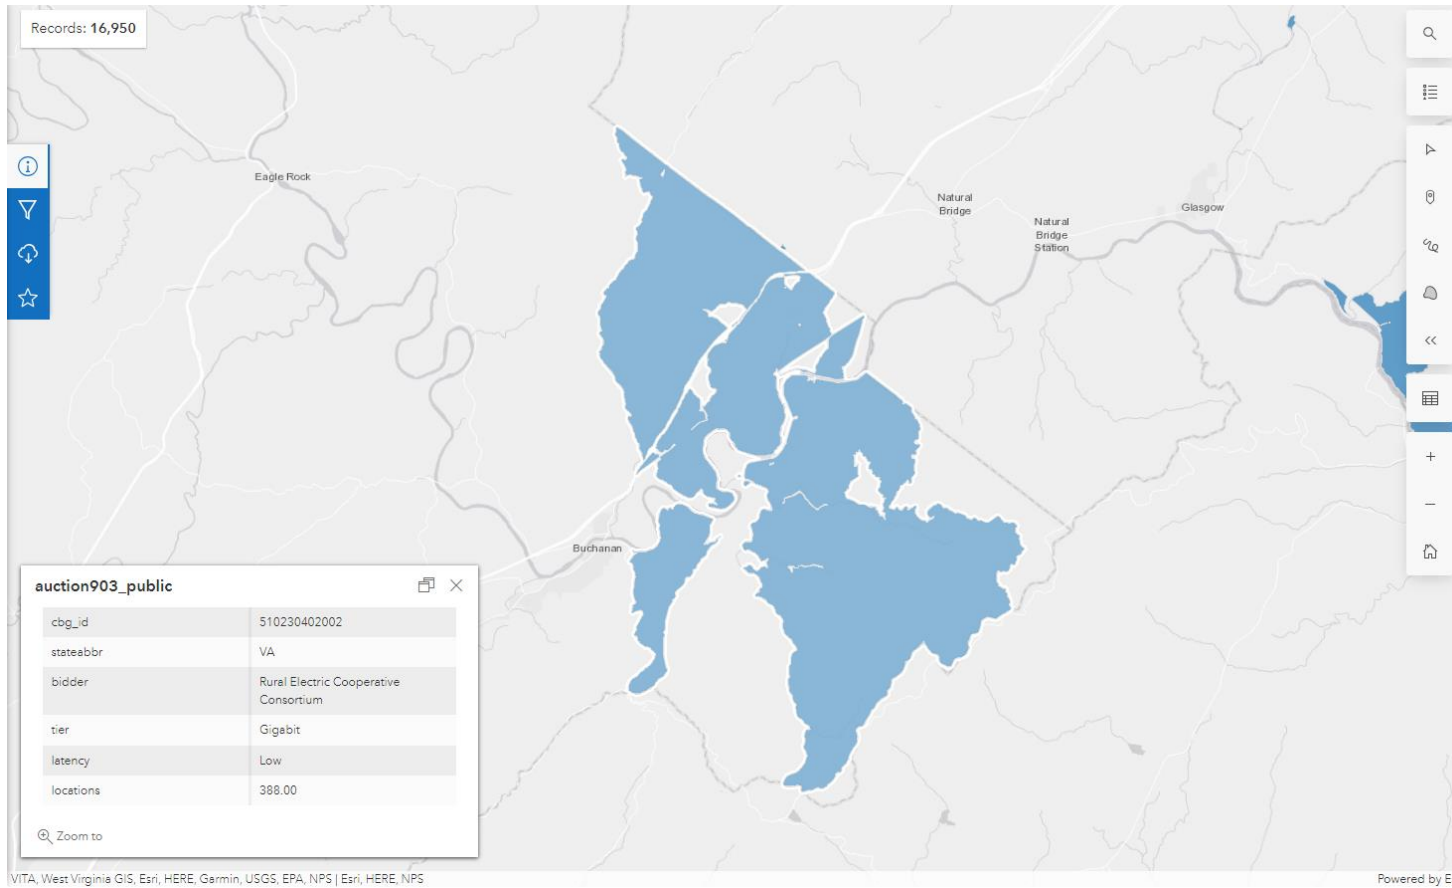 Records: 16,950
Eagle Rock
Natural
Bridge
Natural
Bridge
Station
Glasgow
Buchanan
auction903_public
cbg_id 510230402002
stateabbr VA
bidder Rural Electric Cooperative
Consortium
tier Gigabit
latency Low
locations 388.00
Zoom to
VITA, West Virginia GIS, Esri, HERE, Garmin, USGS, EPA, NPS | Esri, HERE, NPS
Powered by E